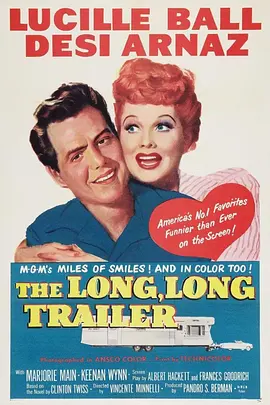 LUCILLE BALL
DESI ARNAZ
America's No.1 Favorites
Funnier than Ever
on the Screen!
M-G-M's MILES OF SMILES! AND IN COLOR TOO!
THE LONG, LONG
TRAILER
Photographed in ANSCO COLOR
TECHNICOLOR
With MARJORIE MAIN · KEENAN WYNN
Screen Play by ALBERT HACKETT and FRANCES GOODRICH
Based on the Novel by CLINTON TWISS
Directed by VINCENTE MINNELLI
Produced by PANDRO S. BERMAN